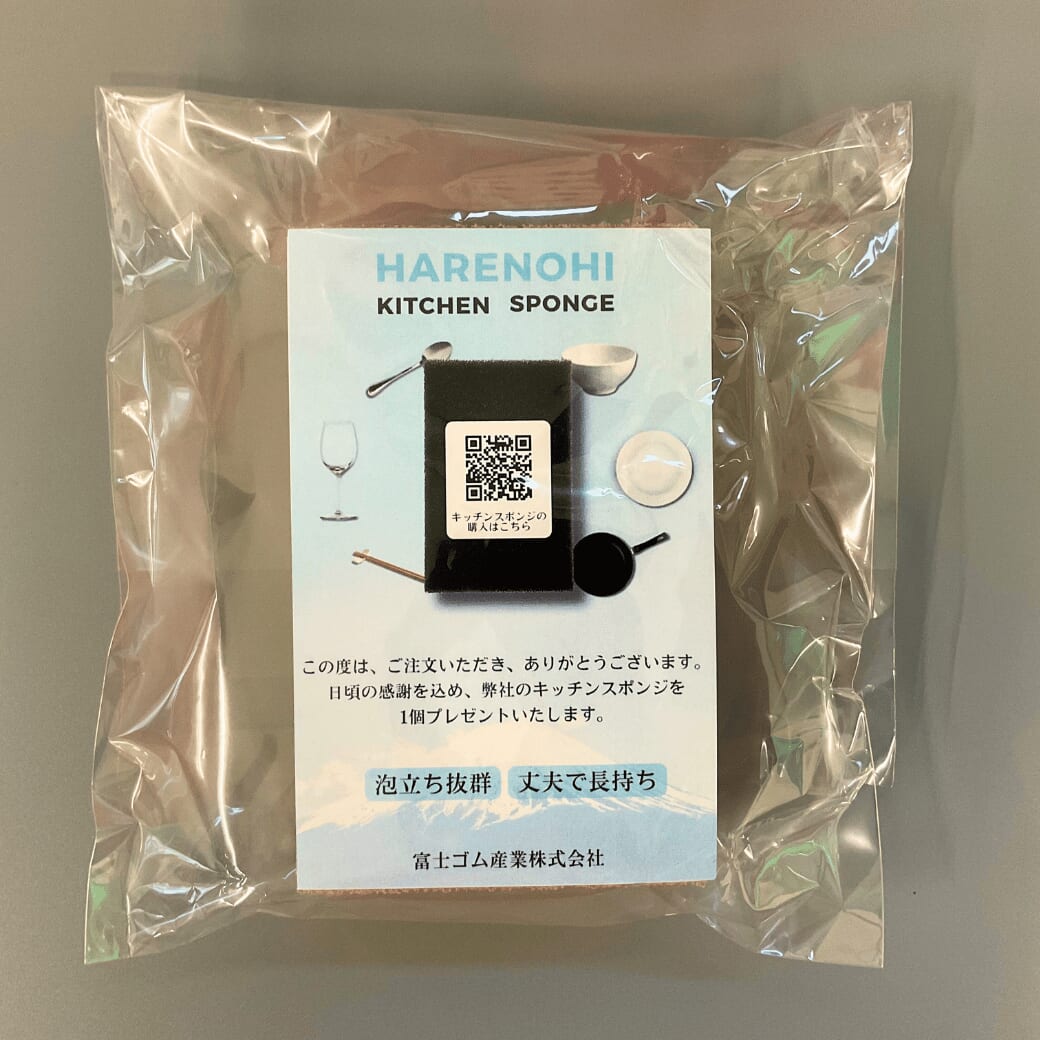 HARENOHI
KITCHEN SPONGE
キッチンスポンジの
購入はこちら
この度は、ご注文いただき、ありがとうございます。
日頃の感謝を込め、弊社のキッチンスポンジを
1個プレゼントいたします。
泡立ち抜群 丈夫で長持ち
富士ゴム産業株式会社